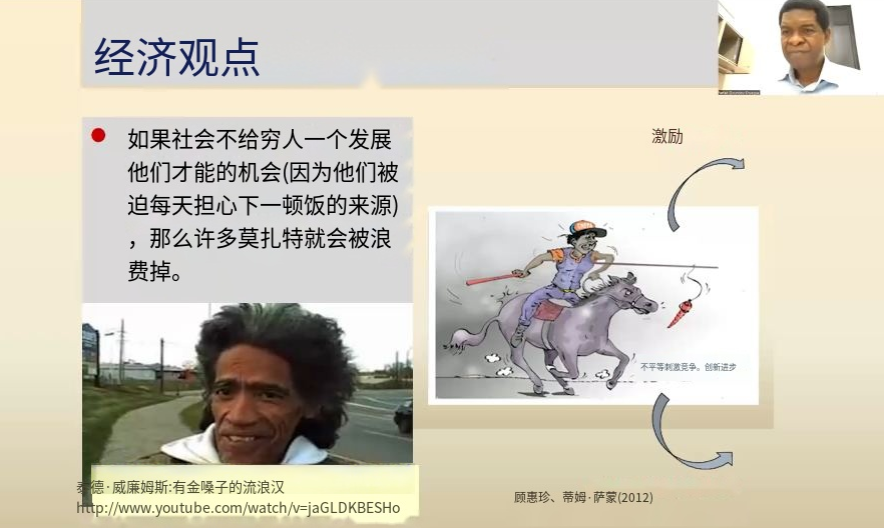 经济观点
如果社会不给穷人一个发展
他们才能的机会(因为他们被
迫每天担心下一顿饭的来源)
，那么许多莫扎特就会被浪
费掉。
激励
不平等刺激竞争。创新进步
泰德·威廉姆斯:有金嗓子的流浪汉
http://www.youtube.com/watch/v=jaGLDKBESHo
顾惠珍、蒂姆·萨蒙(2012)